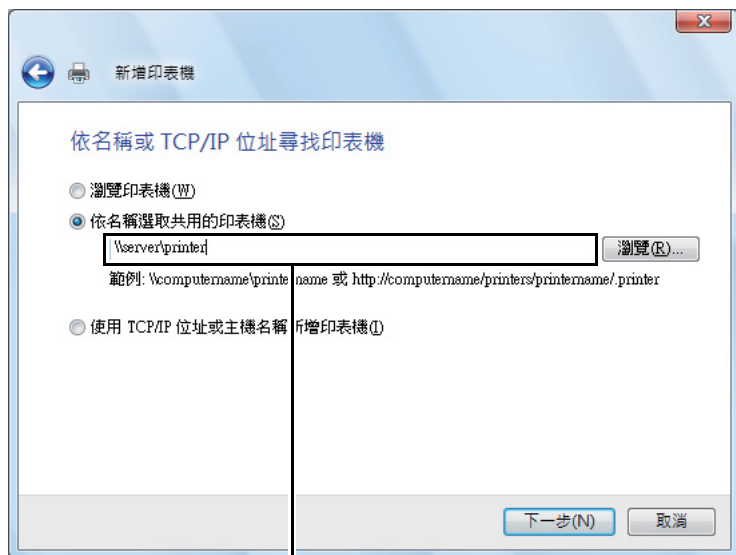 新增印表機
依名稱或 TCP/IP 位址尋找印表機
瀏覽印表機(W)
依名稱選取共用的印表機(S)
\\server\printer
瀏覽(R)...
範例: \\computername\printername 或 http://computername/printers/printername/.printer
使用 TCP/IP 位址或主機名稱新增印表機(I)
下一步(N)
取消